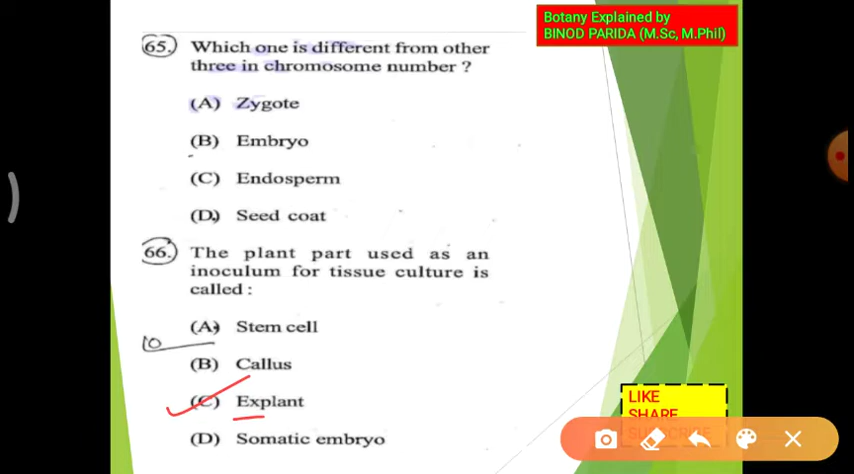 Botany Explained by
BINOD PARIDA (M.Sc, M.Phil)
65. Which one is different from other
three in chromosome number ?
(A) Zygote
(B) Embryo
(C) Endosperm
(D) Seed coat
66. The plant part used as an
inoculum for tissue culture is
called :
(A) Stem cell
10
(B) Callus
(C) Explant
(D) Somatic embryo
LIKE
SHARE
SUBSCRIBE